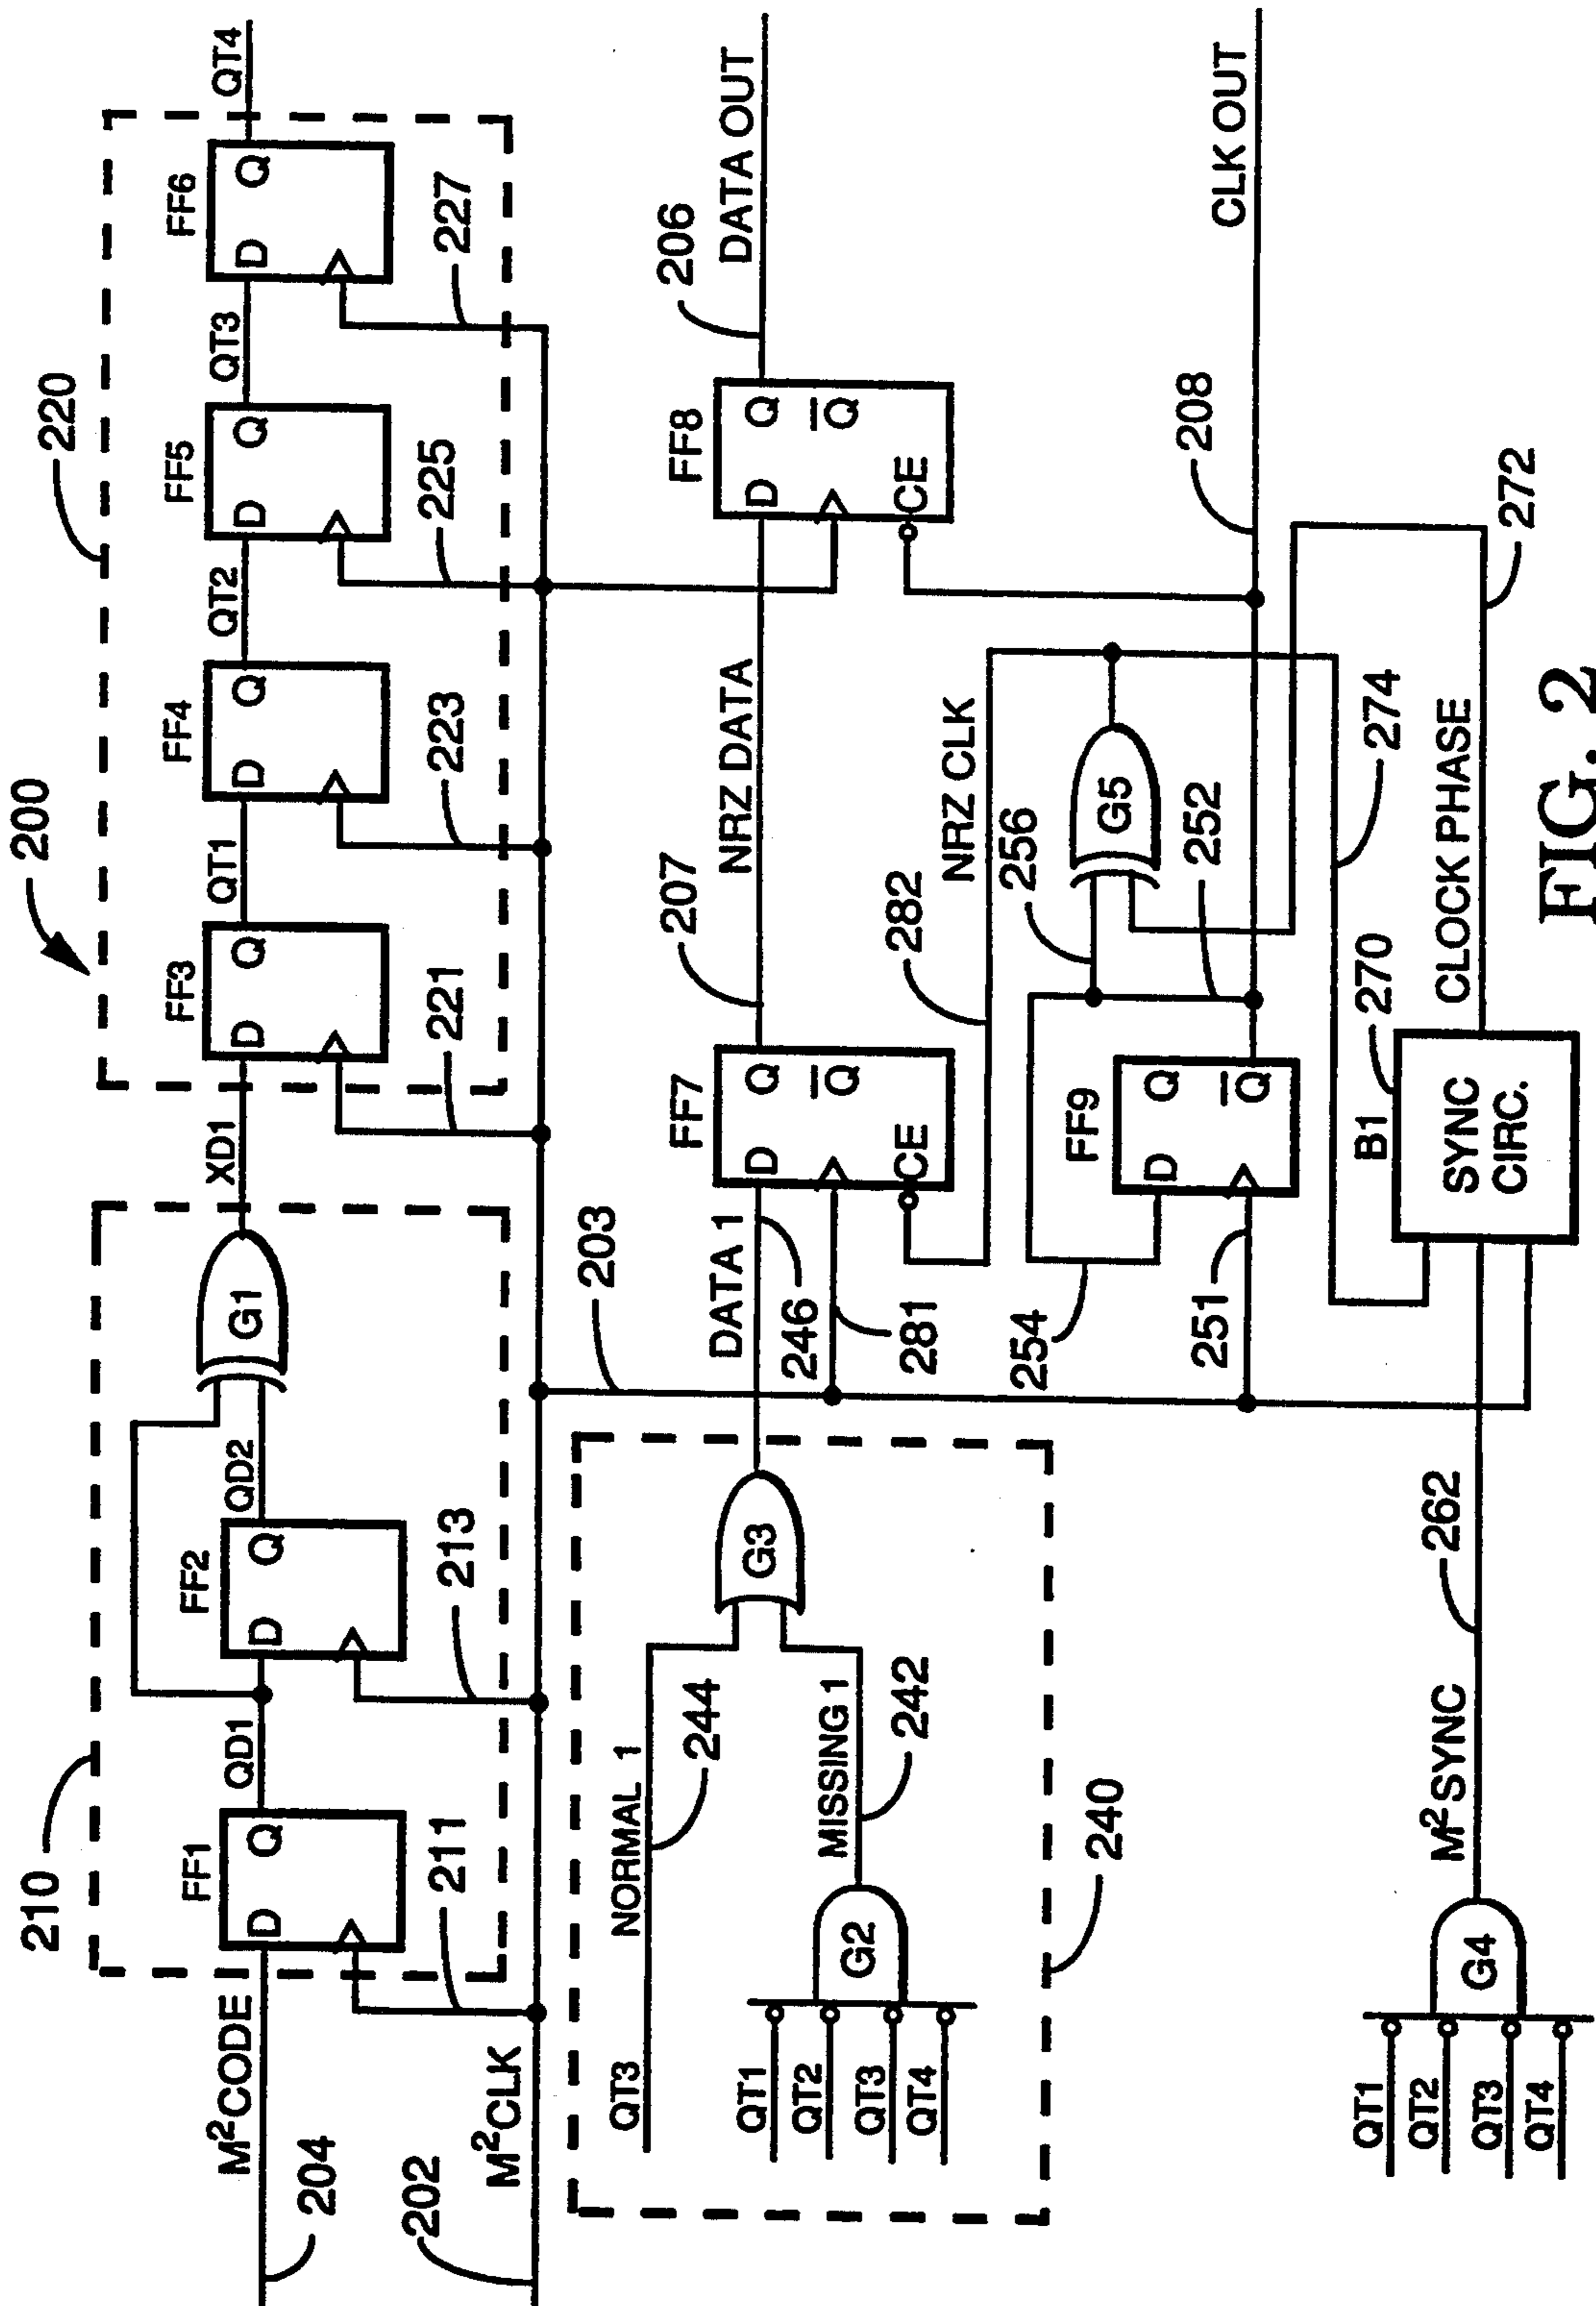 200
210
220
FF1
D Q
QD1
FF2
D Q
QD2
G1
XD1
FF3
D Q
QT1
FF4
D Q
QT2
FF5
D Q
QT3
FF6
D Q
QT4
M²CODE
204
211
213
221
223
225
227
M²CLK
202
203
QT3
NORMAL 1
244
QT1
QT2
QT3
QT4
G2
MISSING 1
242
G3
240
DATA 1
246
281
FF7
D Q
Q
CE
207
NRZ DATA
FF8
D Q
Q
CE
206
DATA OUT
282
NRZ CLK
254
251
FF9
D Q
Q
256
G5
252
208
CLK OUT
274
QT1
QT2
QT3
QT4
G4
M²SYNC
262
B1
270
SYNC
CIRC.
CLOCK PHASE
272
FIG. 2